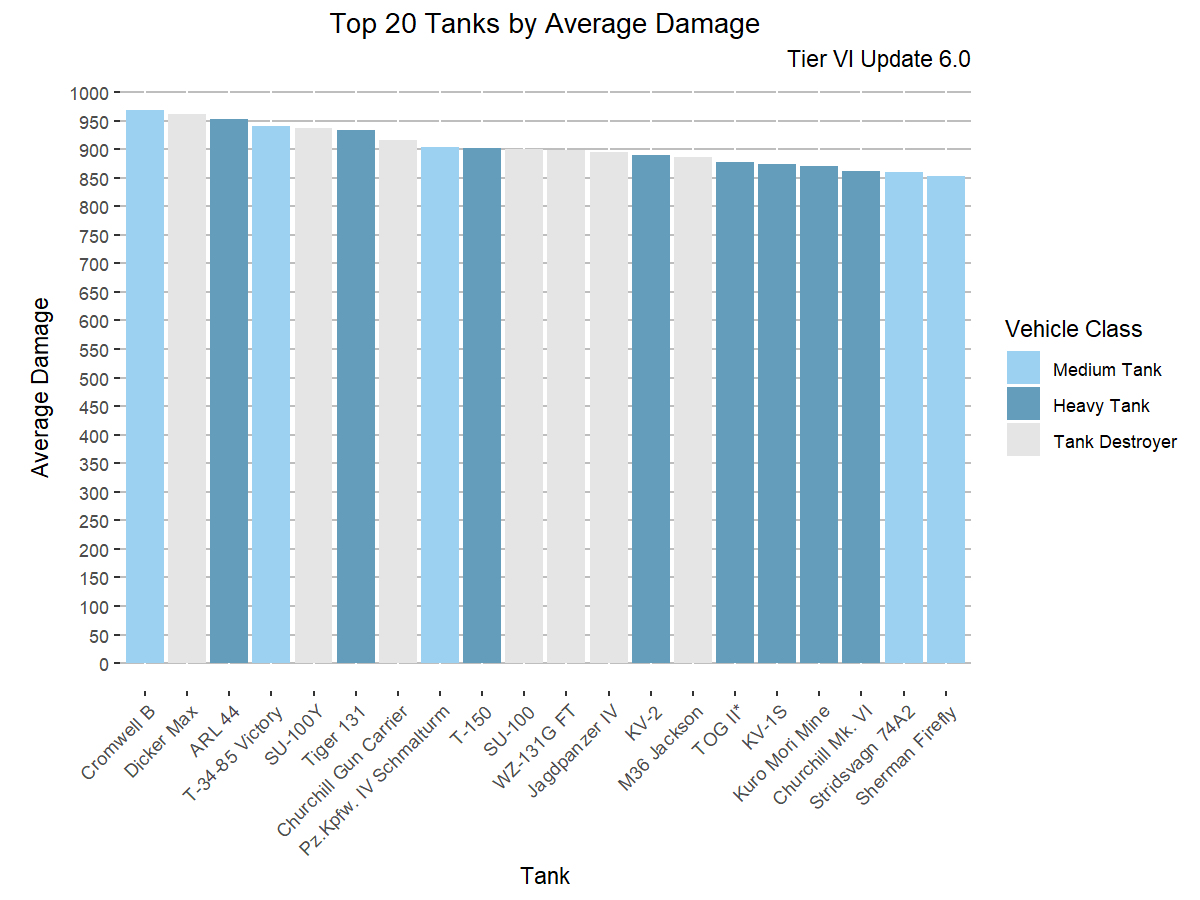 Top 20 Tanks by Average Damage
Tier VI Update 6.0
Average Damage
1000
950
900
850
800
750
700
650
600
550
500
450
400
350
300
250
200
150
100
50
0
Cromwell B
Dicker Max
ARL 44
T-34-85 Victory
SU-100Y
Tiger 131
Churchill Gun Carrier
Pz.Kpfw. IV Schmalturm
T-150
SU-100
WZ-131G FT
Jagdpanzer IV
KV-2
M36 Jackson
TOG II*
KV-1S
Kuro Mori Mine
Churchill Mk. VI
Stridsvagn 74A2
Sherman Firefly
Tank
Vehicle Class
Medium Tank
Heavy Tank
Tank Destroyer